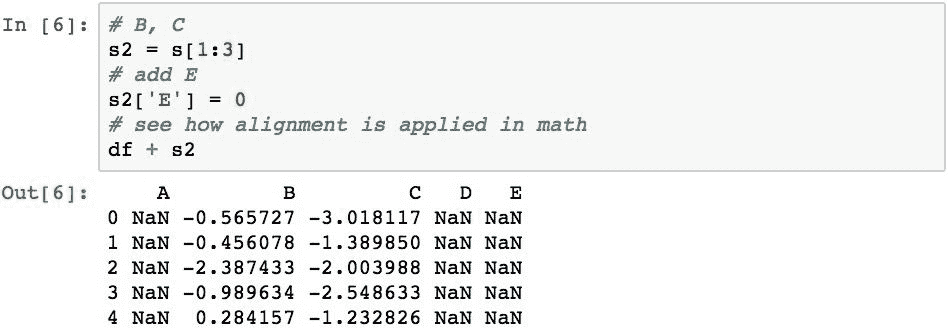 In [6]: # B, C
s2 = s[1:3]
# add E
s2['E'] = 0
# see how alignment is applied in math
df + s2
Out[6]: A B C D E
0 NaN -0.565727 -3.018117 NaN NaN
1 NaN -0.456078 -1.389850 NaN NaN
2 NaN -2.387433 -2.003988 NaN NaN
3 NaN -0.989634 -2.548633 NaN NaN
4 NaN 0.284157 -1.232826 NaN NaN